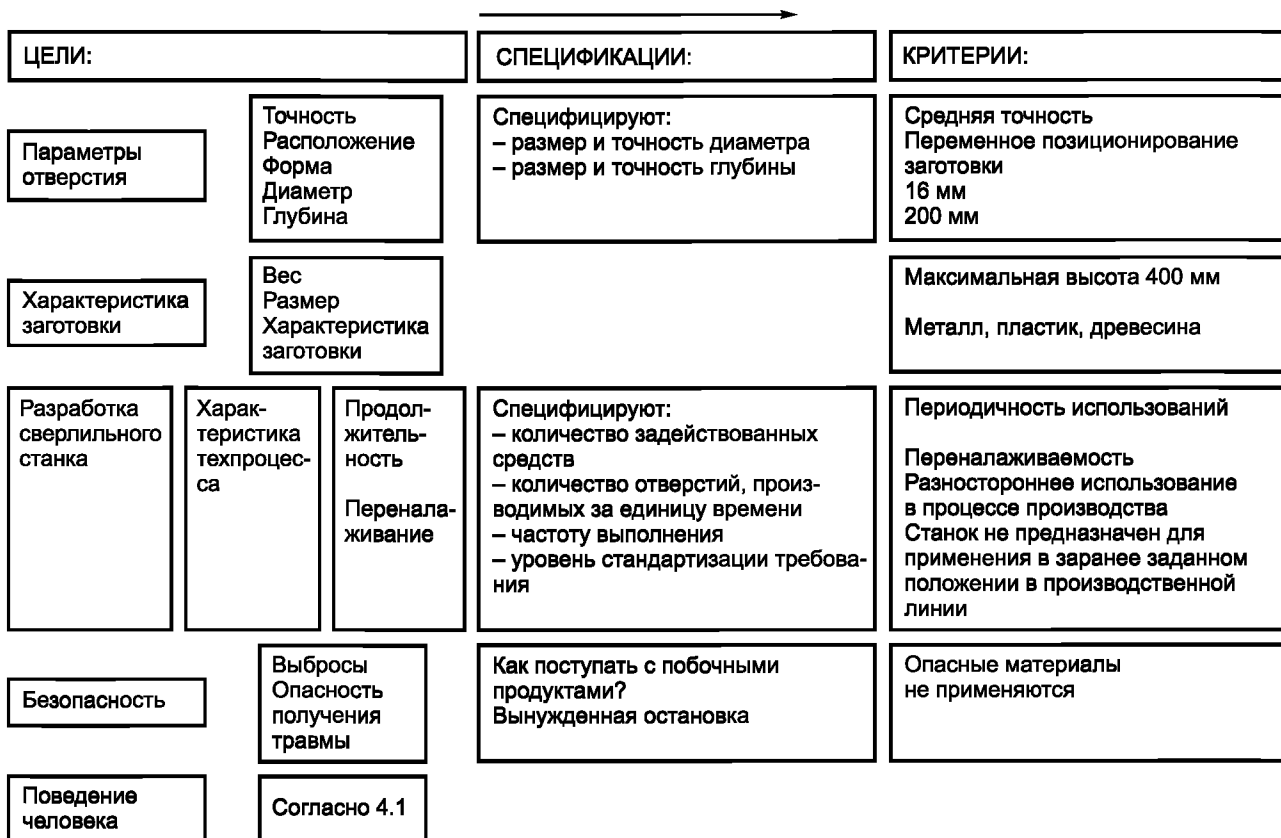 ЦЕЛИ:
СПЕЦИФИКАЦИИ:
КРИТЕРИИ:
Параметры
отверстия
Точность
Расположение
Форма
Диаметр
Глубина
Специфицируют:
– размер и точность диаметра
– размер и точность глубины
Средняя точность
Переменное позиционирование
заготовки
16 мм
200 мм
Характеристика
заготовки
Вес
Размер
Характеристика
заготовки
Максимальная высота 400 мм
Металл, пластик, древесина
Разработка
сверлильного
станка
Харак-
теристика
техпроцес-
са
Продол-
житель-
ность
Переналa-
живание
Специфицируют:
– количество задействованных
средств
– количество отверстий, произ-
водимых за единицу времени
– частоту выполнения
– уровень стандартизации требова-
ния
Периодичность использований
Переналаживаемость
Разностороннее использование
в процессе производства
Станок не предназначен для
применения в заранее заданном
положении в производственной
линии
Безопасность
Выбросы
Опасность
получения
травмы
Как поступать с побочными
продуктами?
Вынужденная остановка
Опасные материалы
не применяются
Поведение
человека
Согласно 4.1